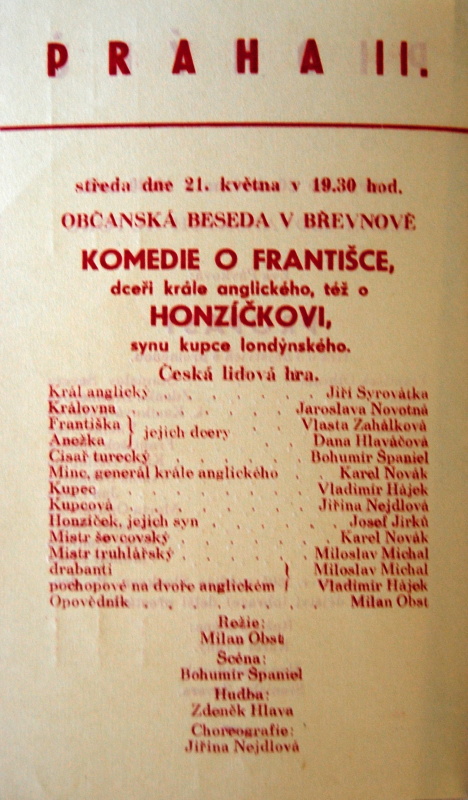 PRAHA II.
středa dne 21. května v 19.30 hod.
OBČANSKÁ BESEDA V BŘEVNOVĚ
KOMEDIE O FRANTIŠCE,
dceři krále anglického, též o
HONZÍČKOVI,
synu kupce londýnského.
Česká lidová hra.
Král anglický . . . . . Jiří Syrovátka
Královna . . . . . Jaroslava Novotná
Františka } jejich dcery . . . Vlasta Zahálková
Anežka } Dana Hlaváčová
Císař turecký . . . . . Bohumír Španiel
Minc, generál krále anglického . . Karel Novák
Kupec . . . . . Vladimír Hájek
Kupcová . . . . . Jiřina Nejdlová
Honzíček, jejich syn . . . . Josef Jirků
Mistr ševcovský . . . . . Karel Novák
Mistr truhlářský . . . . . Miloslav Michal
drabanti } Miloslav Michal
pochopové na dvoře anglickém } Vladimír Hájek
Opovědník . . . . . Milan Obst
Režie:
Milan Obst
Scéna:
Bohumír Španiel
Hudba:
Zdeněk Hlava
Choreografie:
Jiřina Nejdlová